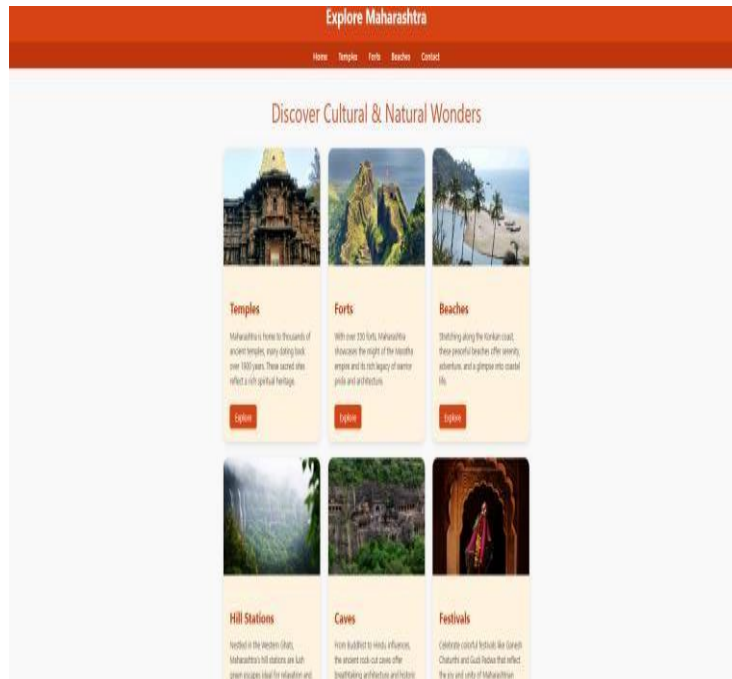 Explore Maharashtra
Home Temples Forts Beaches Contact
Discover Cultural & Natural Wonders
Temples
Maharashtra is home to thousands of
ancient temples, many dating back
over 1000 years. These sacred sites
reflect a rich spiritual heritage.
Explore
Forts
With over 350 forts, Maharashtra
showcases the might of the Maratha
empire and its rich legacy of warrior
pride and architecture.
Explore
Beaches
Stretching along the Konkan coast,
these peaceful beaches offer serenity,
adventure, and a glimpse into coastal
life.
Explore
Hill Stations
Nestled in the Western Ghats,
Maharashtra's hill stations are lush
green escapes ideal for relaxation and
Caves
From Buddhist to Hindu influences,
the ancient rock-cut caves offer
breathtaking architecture and historic
Festivals
Celebrate colorful festivals like Ganesh
Chaturthi and Gudi Padwa that reflect
the joy and unity of Maharashtrian